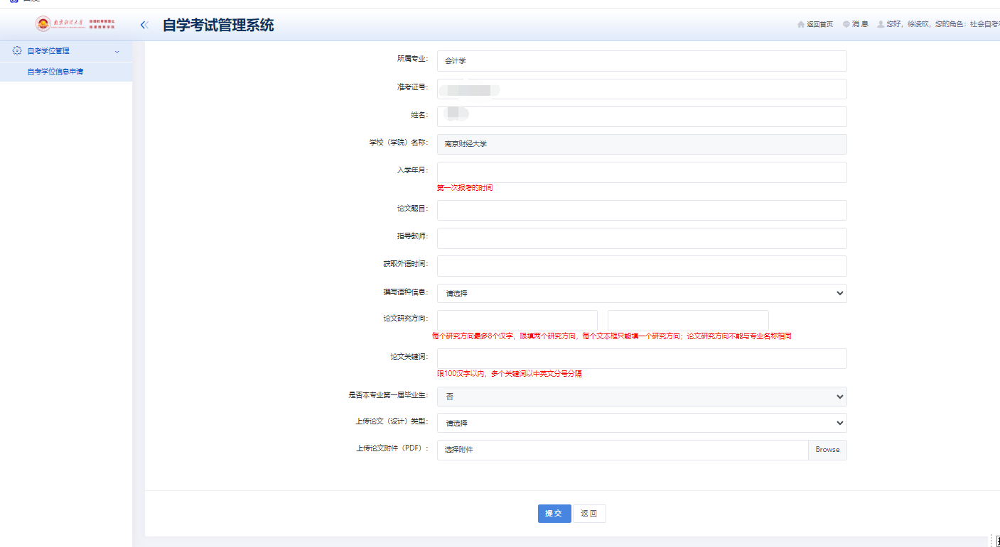 自学考试管理系统
返回首页 消 息 您好，徐凌欣，您的角色：社会自考
自考学位管理
自考学位信息申请
所属专业： 会计学
准考证号：
姓名：
学校（学院）名称： 南京财经大学
入学年月：
第一次报考的时间
论文题目：
指导教师：
获取外语时间：
撰写语种信息： 请选择
论文研究方向：
每个研究方向最多8个汉字，限填两个研究方向，每个文本框只能填一个研究方向；论文研究方向不能与专业名称相同
论文关键词：
限100汉字以内，多个关键词以中英文分号分隔
是否本专业第一届毕业生： 否
上传论文（设计）类型： 请选择
上传论文附件（PDF）： 选择附件 Browse
提 交 返 回